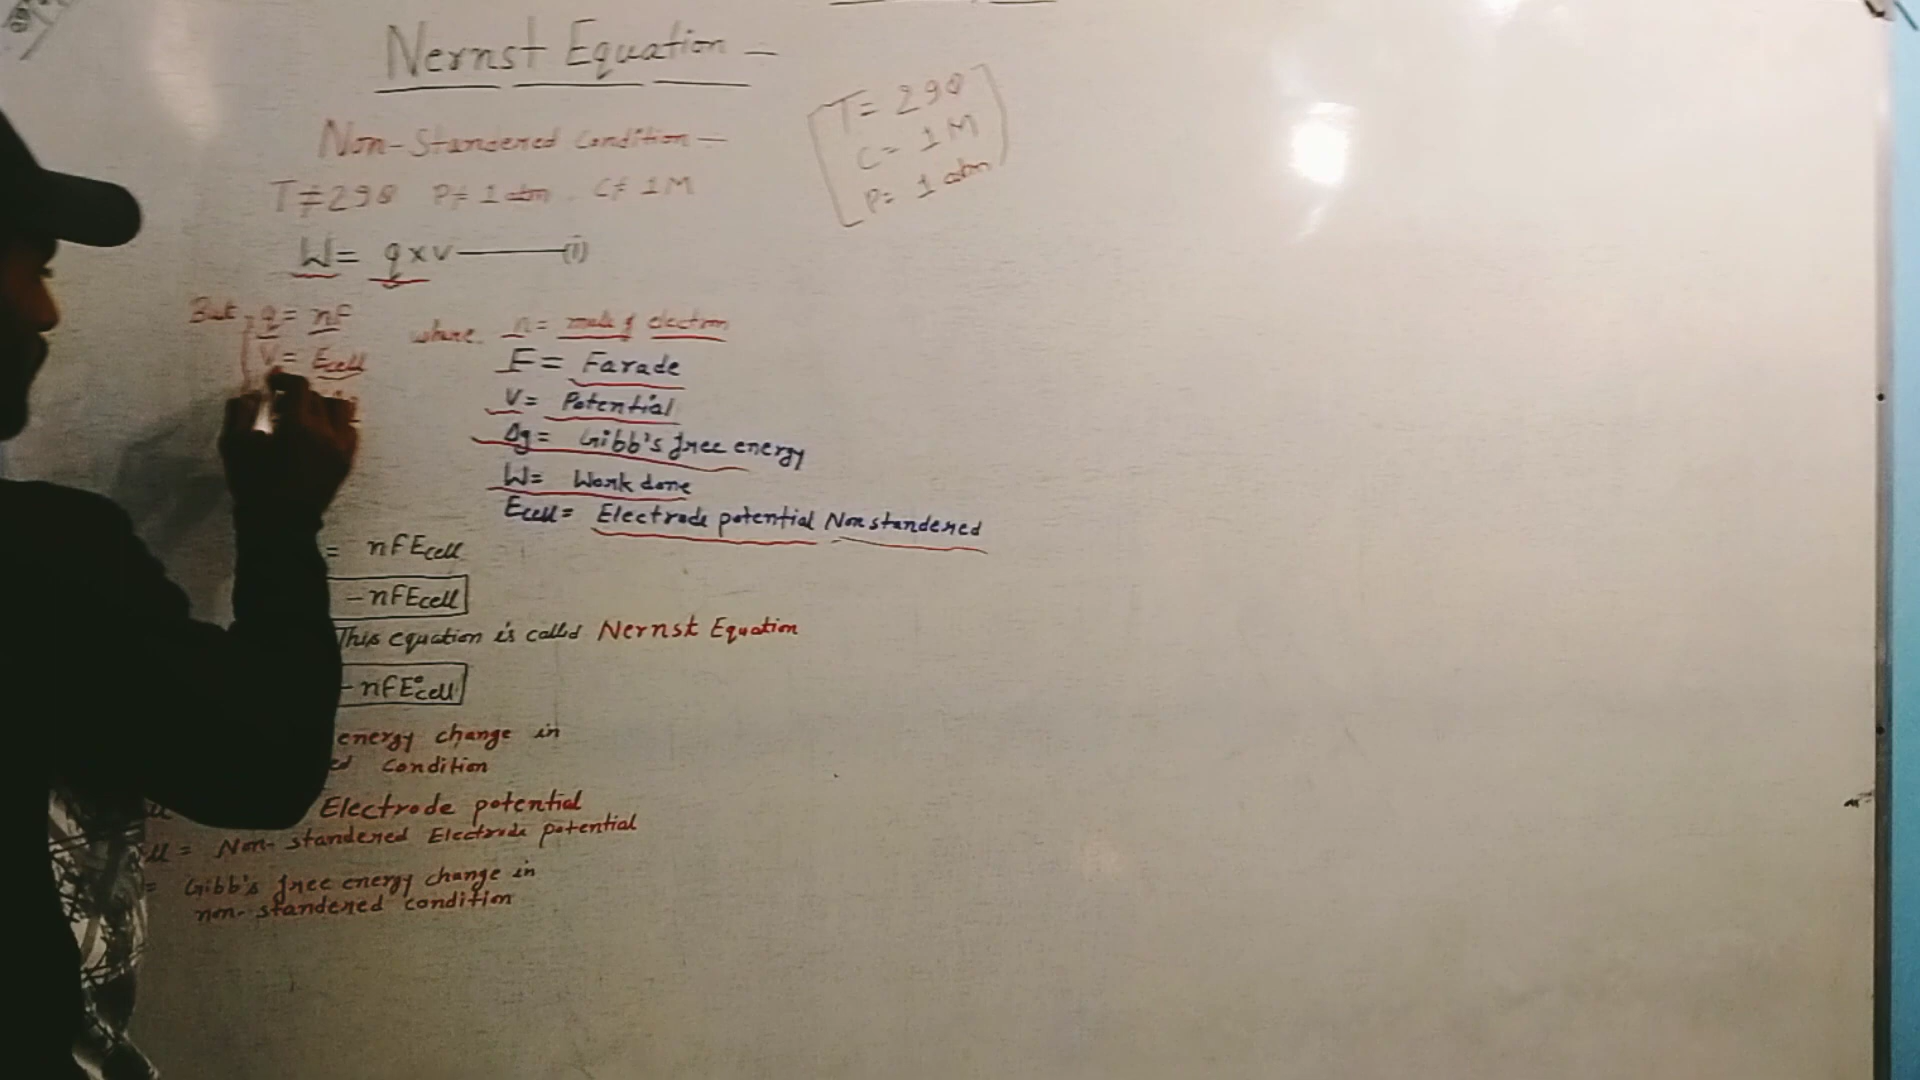 Nernst Equation -
Non-Standered Condition -
T≠298 P≠ 1 atm. C≠ 1M
T= 298
C= 1M
P= 1 atm
W= q×v ——— (i)
But, q= nF
V= Ecell
where n= mole of electron
F= Farade
V= Potential
Δg= Gibb's free energy
W= Work done
Ecell= Electrode potential Non standered
= nFEcell
-nFEcell
This equation is called Nernst Equation
-nFE°cell
energy change in
ed condition
Electrode potential
ll = Non-standered Electrode potential
= Gibb's free energy change in
non-standered condition